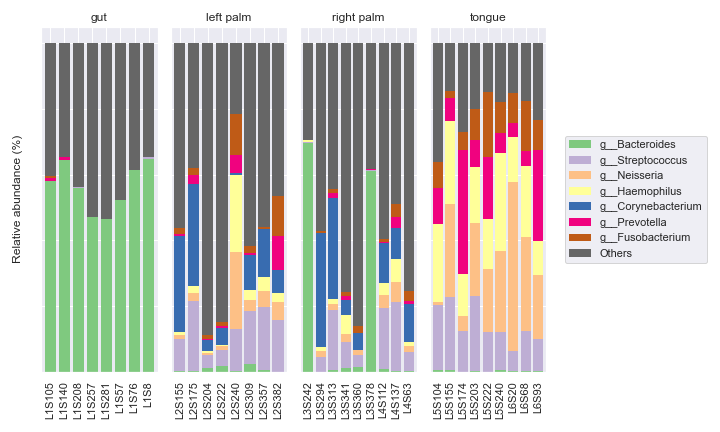 gut left palm right palm tongue
Relative abundance (%)
g__Bacteroides
g__Streptococcus
g__Neisseria
g__Haemophilus
g__Corynebacterium
g__Prevotella
g__Fusobacterium
Others
L1S105 L1S140 L1S208 L1S257 L1S281 L1S57 L1S76 L1S8 L2S155 L2S175 L2S204 L2S222 L2S240 L2S309 L2S357 L2S382 L3S242 L3S294 L3S313 L3S341 L3S360 L3S378 L4S112 L4S137 L4S63 L5S104 L5S155 L5S174 L5S203 L5S222 L5S240 L6S20 L6S68 L6S93